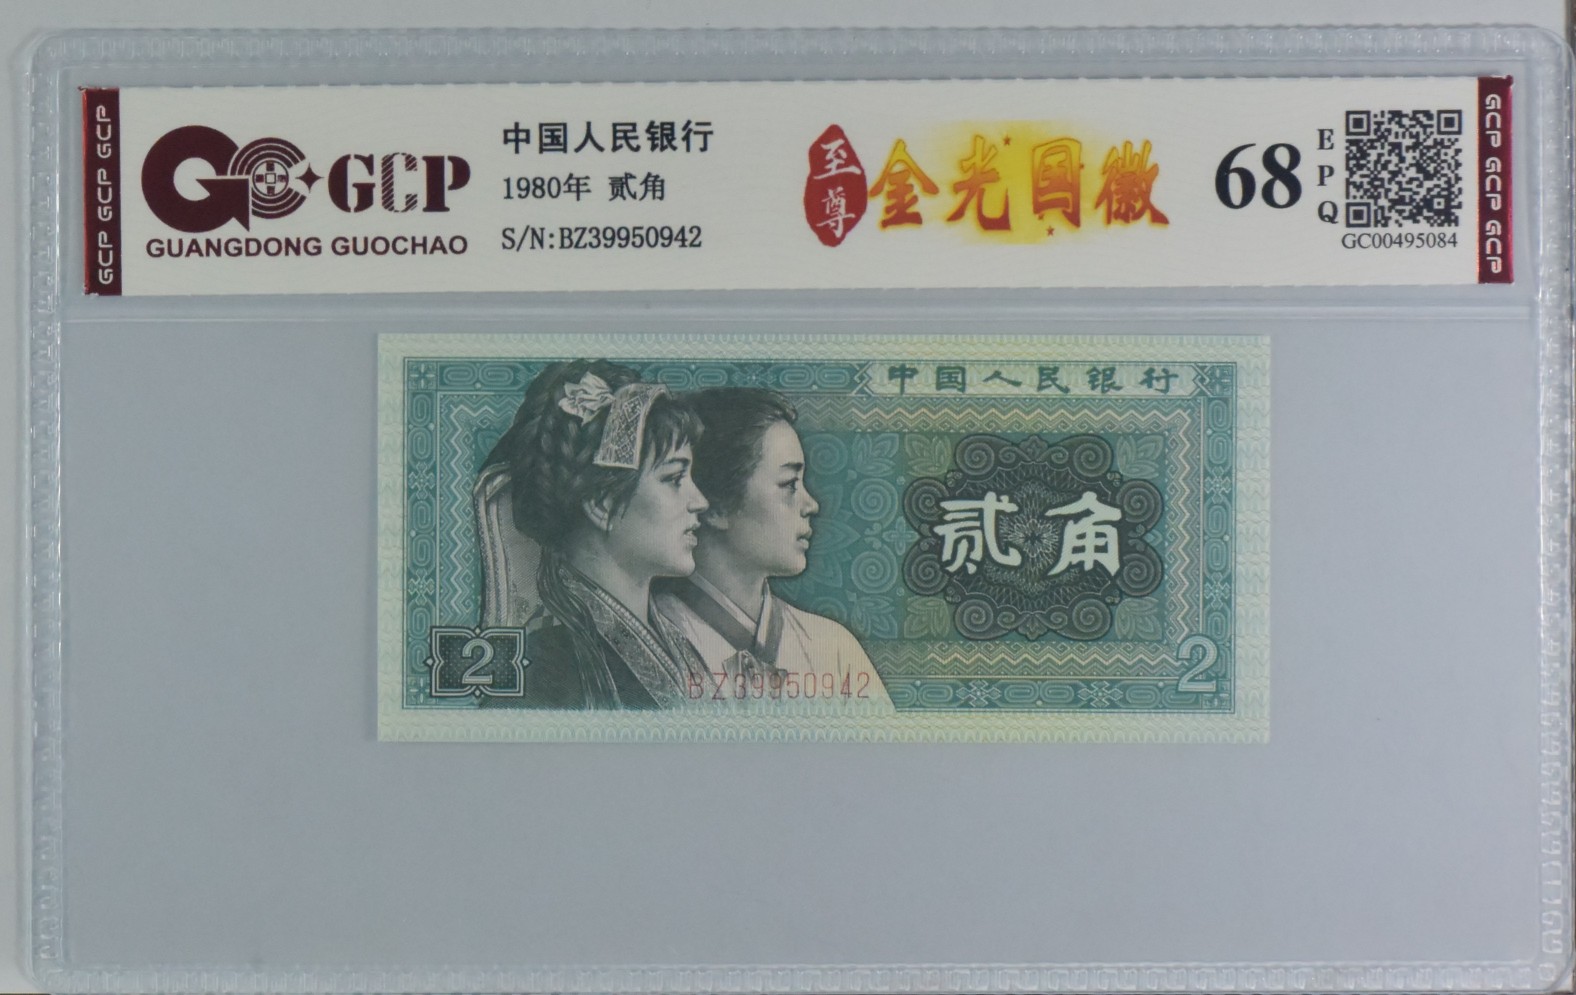 GCP GCP GCP
GCP
GUANGDONG GUOCHAO
中国人民银行
1980年 贰角
S/N:BZ39950942
至尊
金光国徽
68
EPQ
GC00495084
GCP GCP GCP
中国人民银行
贰角
2
2
BZ39950942